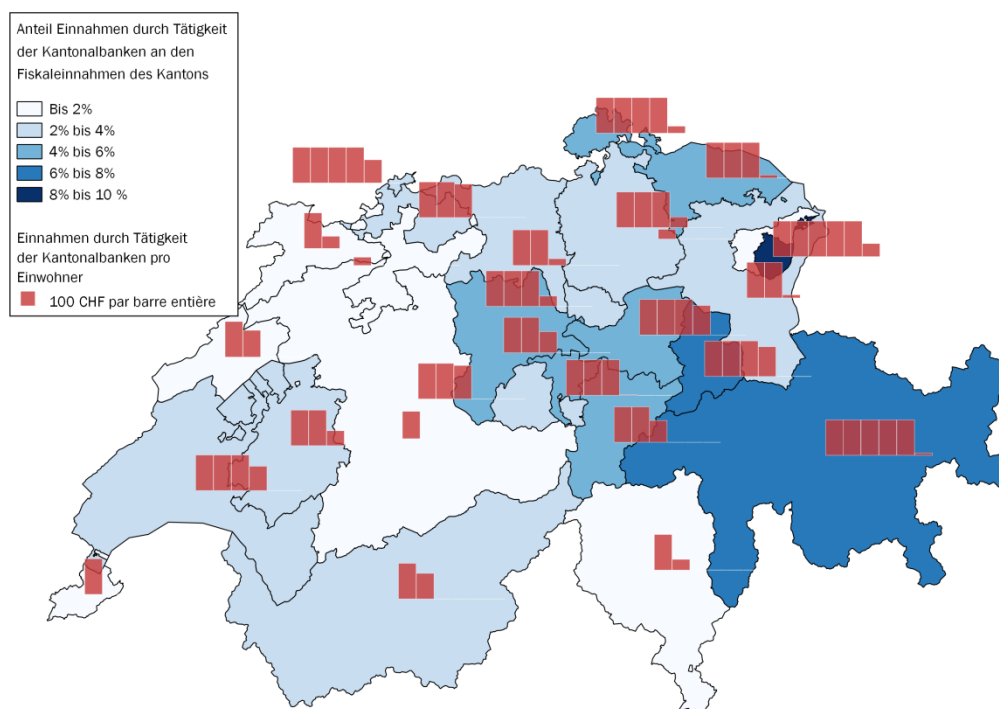 Anteil Einnahmen durch Tätigkeit
der Kantonalbanken an den
Fiskaleinnahmen des Kantons
Bis 2%
2% bis 4%
4% bis 6%
6% bis 8%
8% bis 10 %
Einnahmen durch Tätigkeit
der Kantonalbanken pro
Einwohner
100 CHF par barre entière